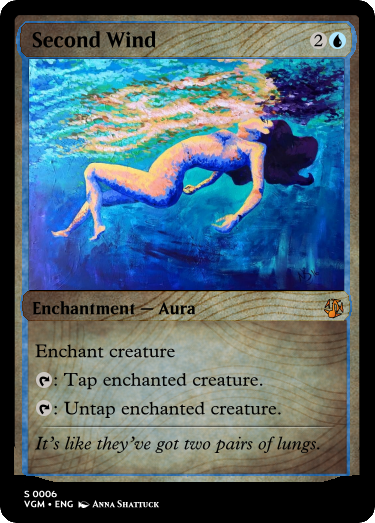 Second Wind 2
Enchantment — Aura
Enchant creature
: Tap enchanted creature.
: Untap enchanted creature.
It's like they've got two pairs of lungs.
S 0006
VGM • ENG Anna Shattuck